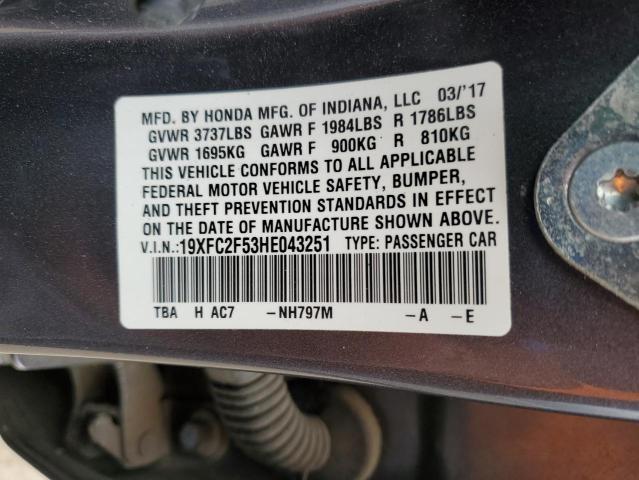 MFD. BY HONDA MFG. OF INDIANA, LLC 03/'17
GVWR 3737LBS GAWR F 1984LBS R 1786LBS
GVWR 1695KG GAWR F 900KG R 810KG
THIS VEHICLE CONFORMS TO ALL APPLICABLE
FEDERAL MOTOR VEHICLE SAFETY, BUMPER,
AND THEFT PREVENTION STANDARDS IN EFFECT
ON THE DATE OF MANUFACTURE SHOWN ABOVE.
V.I.N.:19XFC2F53HE043251 TYPE: PASSENGER CAR
TBA H AC7 -NH797M -A -E